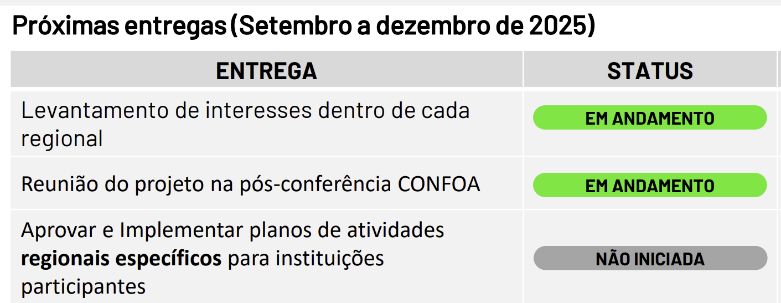 Próximas entregas (Setembro a dezembro de 2025)
ENTREGA STATUS
Levantamento de interesses dentro de cada
regional
EM ANDAMENTO
Reunião do projeto na pós-conferência CONFOA
EM ANDAMENTO
Aprovar e Implementar planos de atividades
regionais específicos para instituições
participantes
NÃO INICIADA